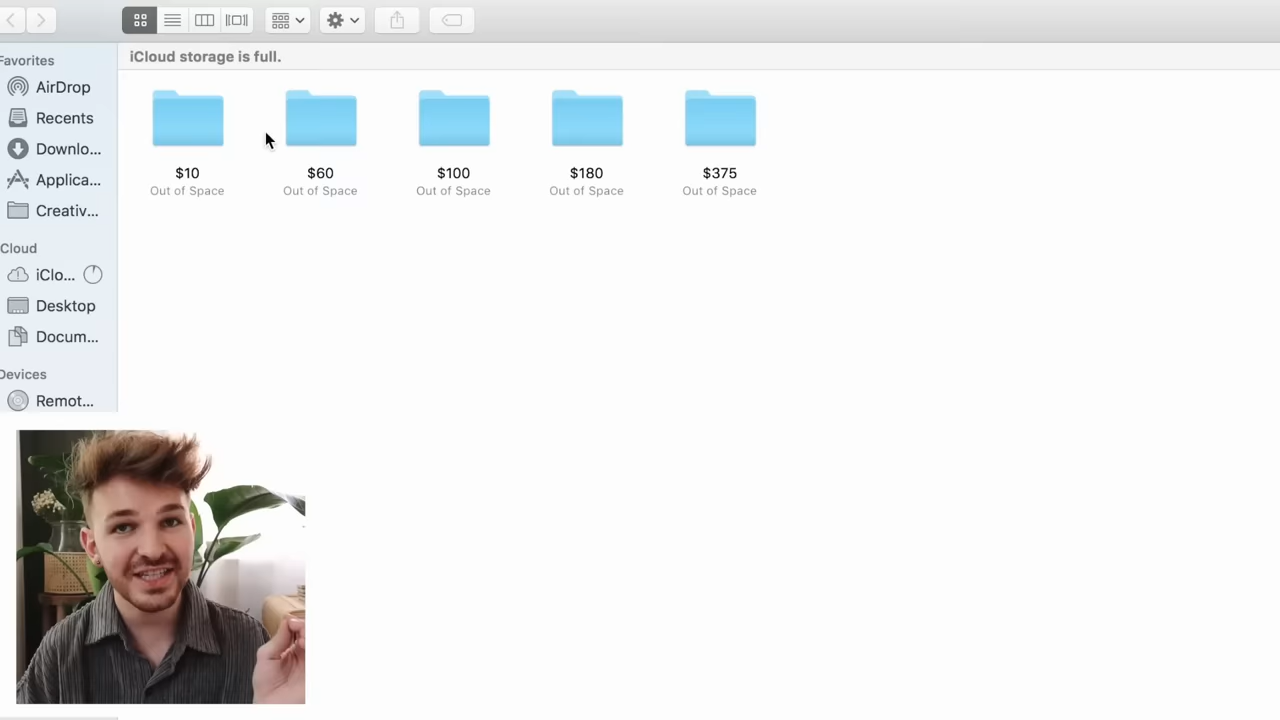 iCloud storage is full.
Favorites
AirDrop
Recents
Downlo...
Applica...
Creativ...
iCloud
iClo...
Desktop
Docum...
Devices
Remot...
$10
Out of Space
$60
Out of Space
$100
Out of Space
$180
Out of Space
$375
Out of Space